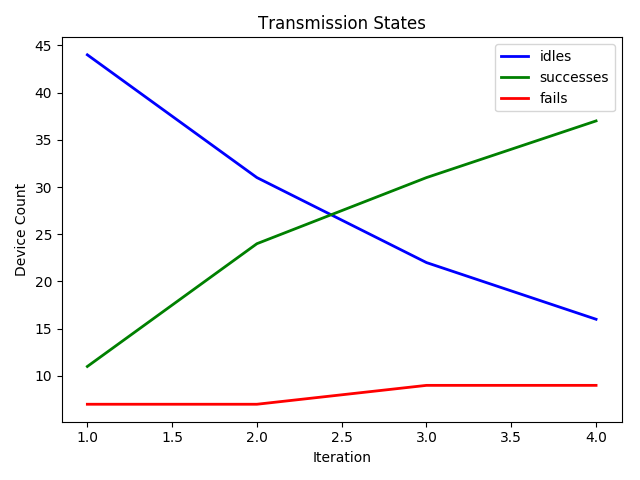 Transmission States
idles
successes
fails
Device Count
45
40
35
30
25
20
15
10
1.0 1.5 2.0 2.5 3.0 3.5 4.0
Iteration